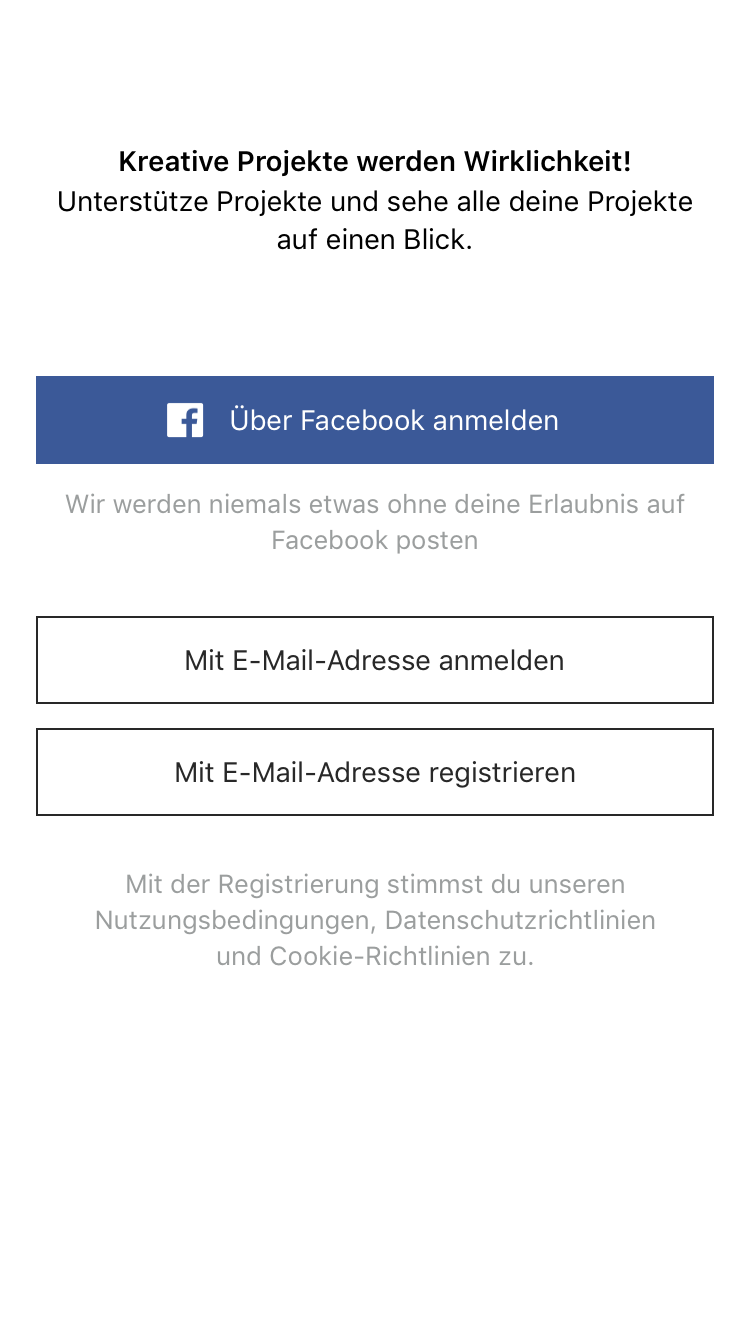 Kreative Projekte werden Wirklichkeit!
Unterstütze Projekte und sehe alle deine Projekte
auf einen Blick.
Über Facebook anmelden
Wir werden niemals etwas ohne deine Erlaubnis auf
Facebook posten
Mit E-Mail-Adresse anmelden
Mit E-Mail-Adresse registrieren
Mit der Registrierung stimmst du unseren
Nutzungsbedingungen, Datenschutzrichtlinien
und Cookie-Richtlinien zu.